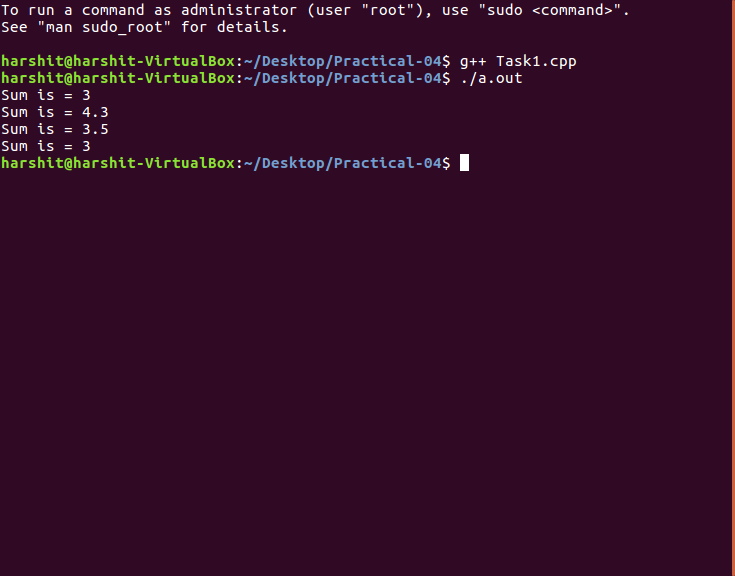 To run a command as administrator (user "root"), use "sudo <command>".
See "man sudo_root" for details.
harshit@harshit-VirtualBox:~/Desktop/Practical-04$ g++ Task1.cpp
harshit@harshit-VirtualBox:~/Desktop/Practical-04$ ./a.out
Sum is = 3
Sum is = 4.3
Sum is = 3.5
Sum is = 3
harshit@harshit-VirtualBox:~/Desktop/Practical-04$